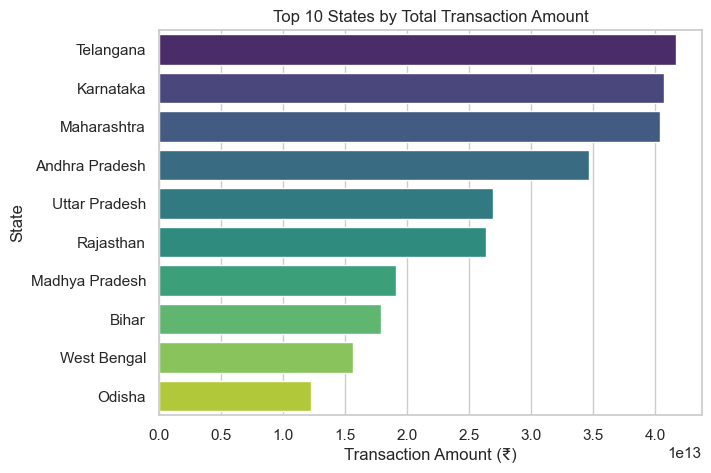 Top 10 States by Total Transaction Amount
Telangana
Karnataka
Maharashtra
Andhra Pradesh
Uttar Pradesh
Rajasthan
Madhya Pradesh
Bihar
West Bengal
Odisha
State
0.0 0.5 1.0 1.5 2.0 2.5 3.0 3.5 4.0
1e13
Transaction Amount (₹)